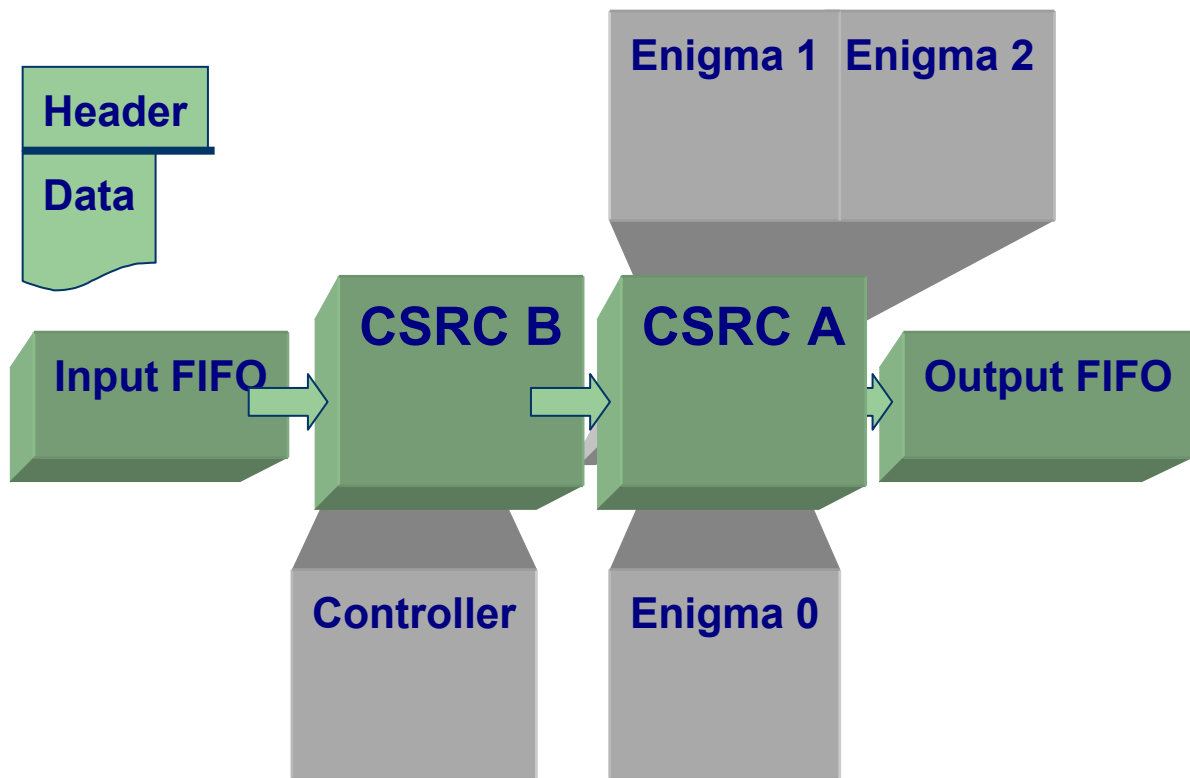 Enigma 1
Enigma 2
Header
Data
Input FIFO
CSRC B
CSRC A
Output FIFO
Controller
Enigma 0